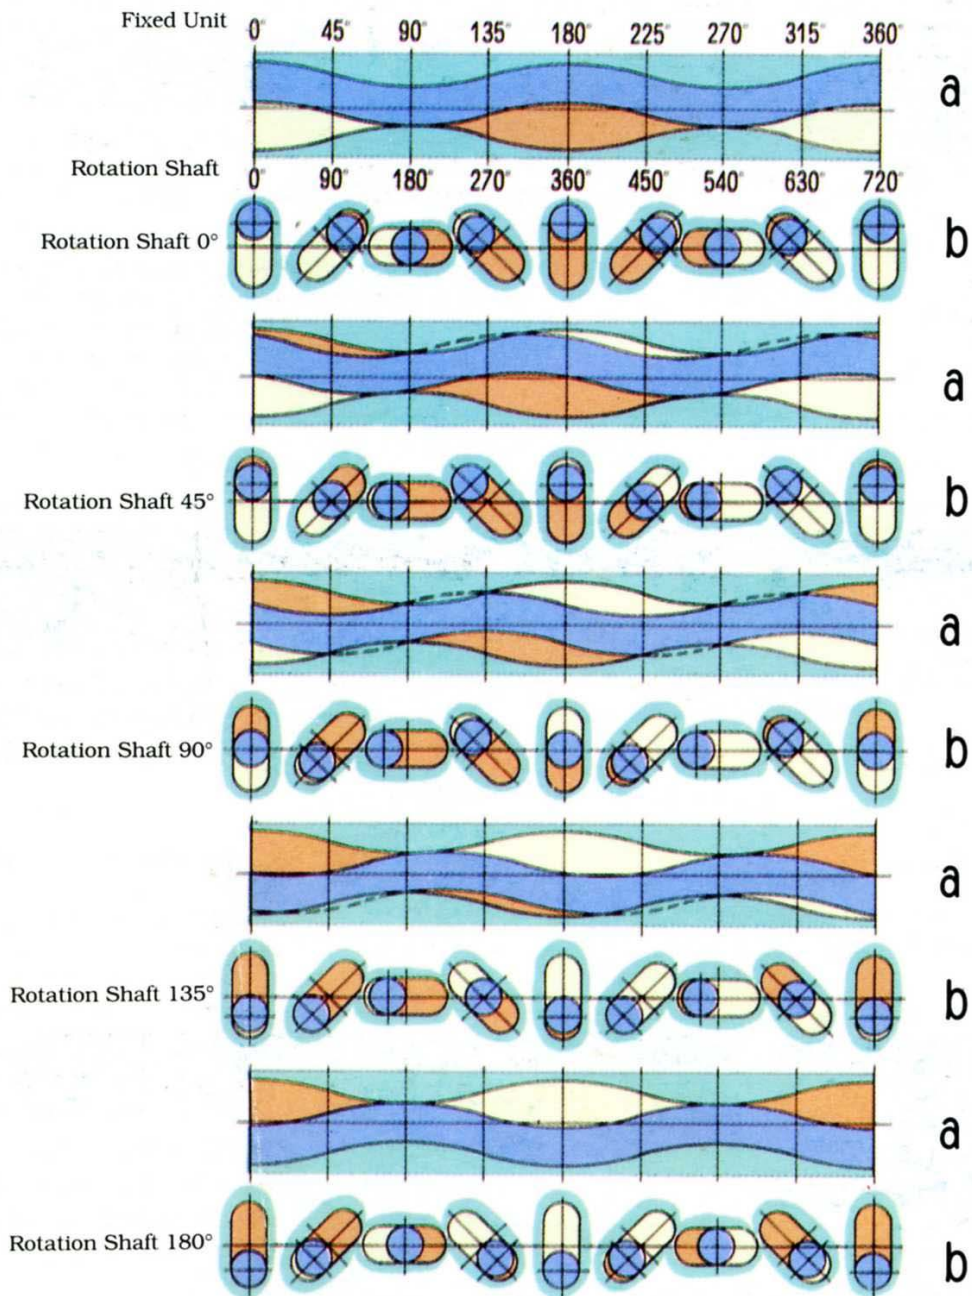 Fixed Unit 0° 45° 90° 135° 180° 225° 270° 315° 360°
a
Rotation Shaft 0° 90° 180° 270° 360° 450° 540° 630° 720°
Rotation Shaft 0° b
a
Rotation Shaft 45° b
a
Rotation Shaft 90° b
a
Rotation Shaft 135° b
a
Rotation Shaft 180° b